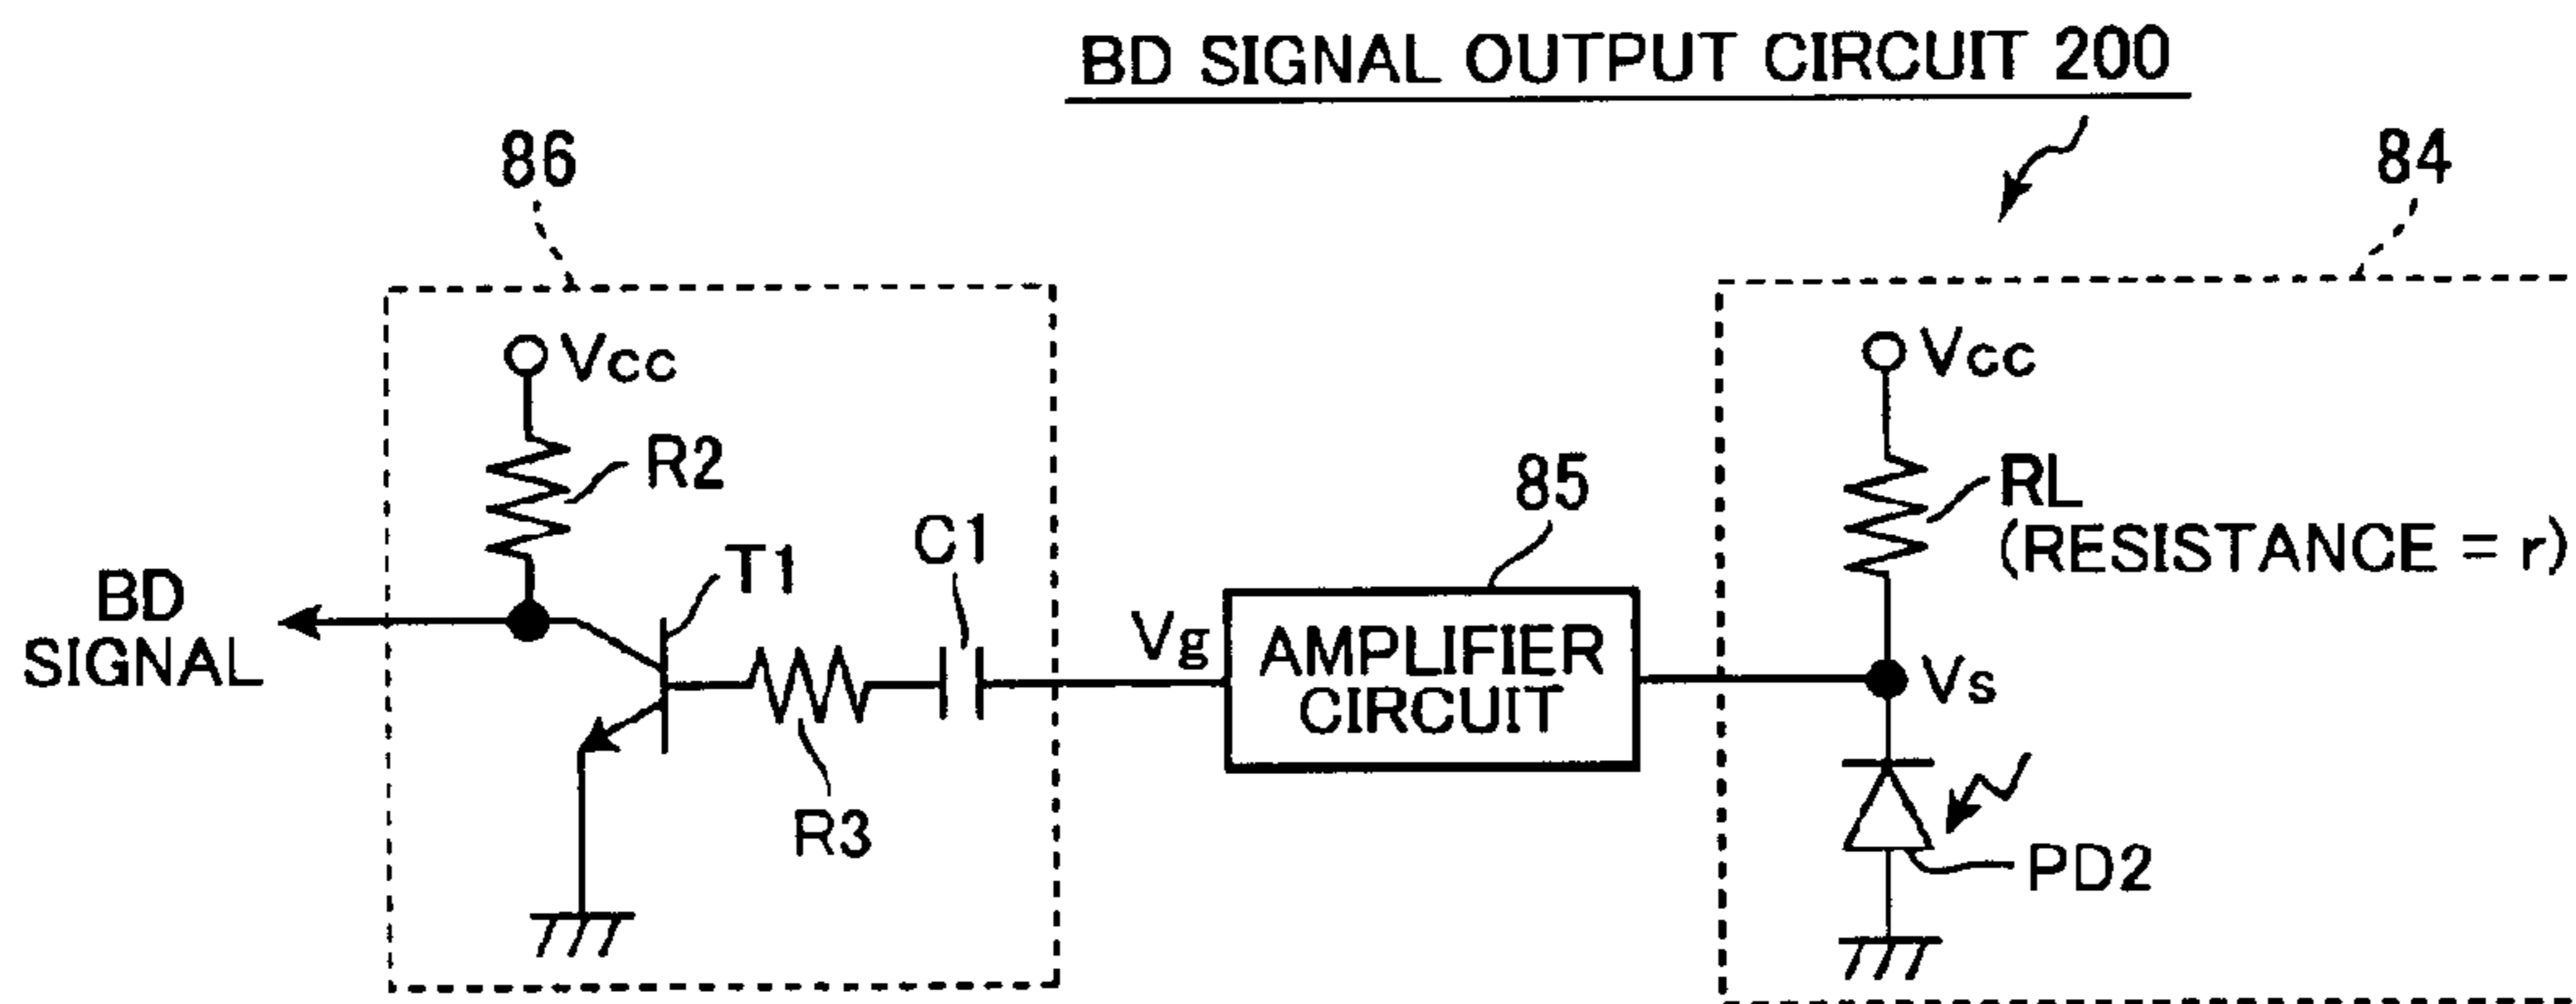 BD SIGNAL OUTPUT CIRCUIT 200
86
84
Vcc
Vcc
R2
RL
(RESISTANCE = r)
85
C1
T1
BD
SIGNAL
Vg
AMPLIFIER
CIRCUIT
Vs
R3
PD2